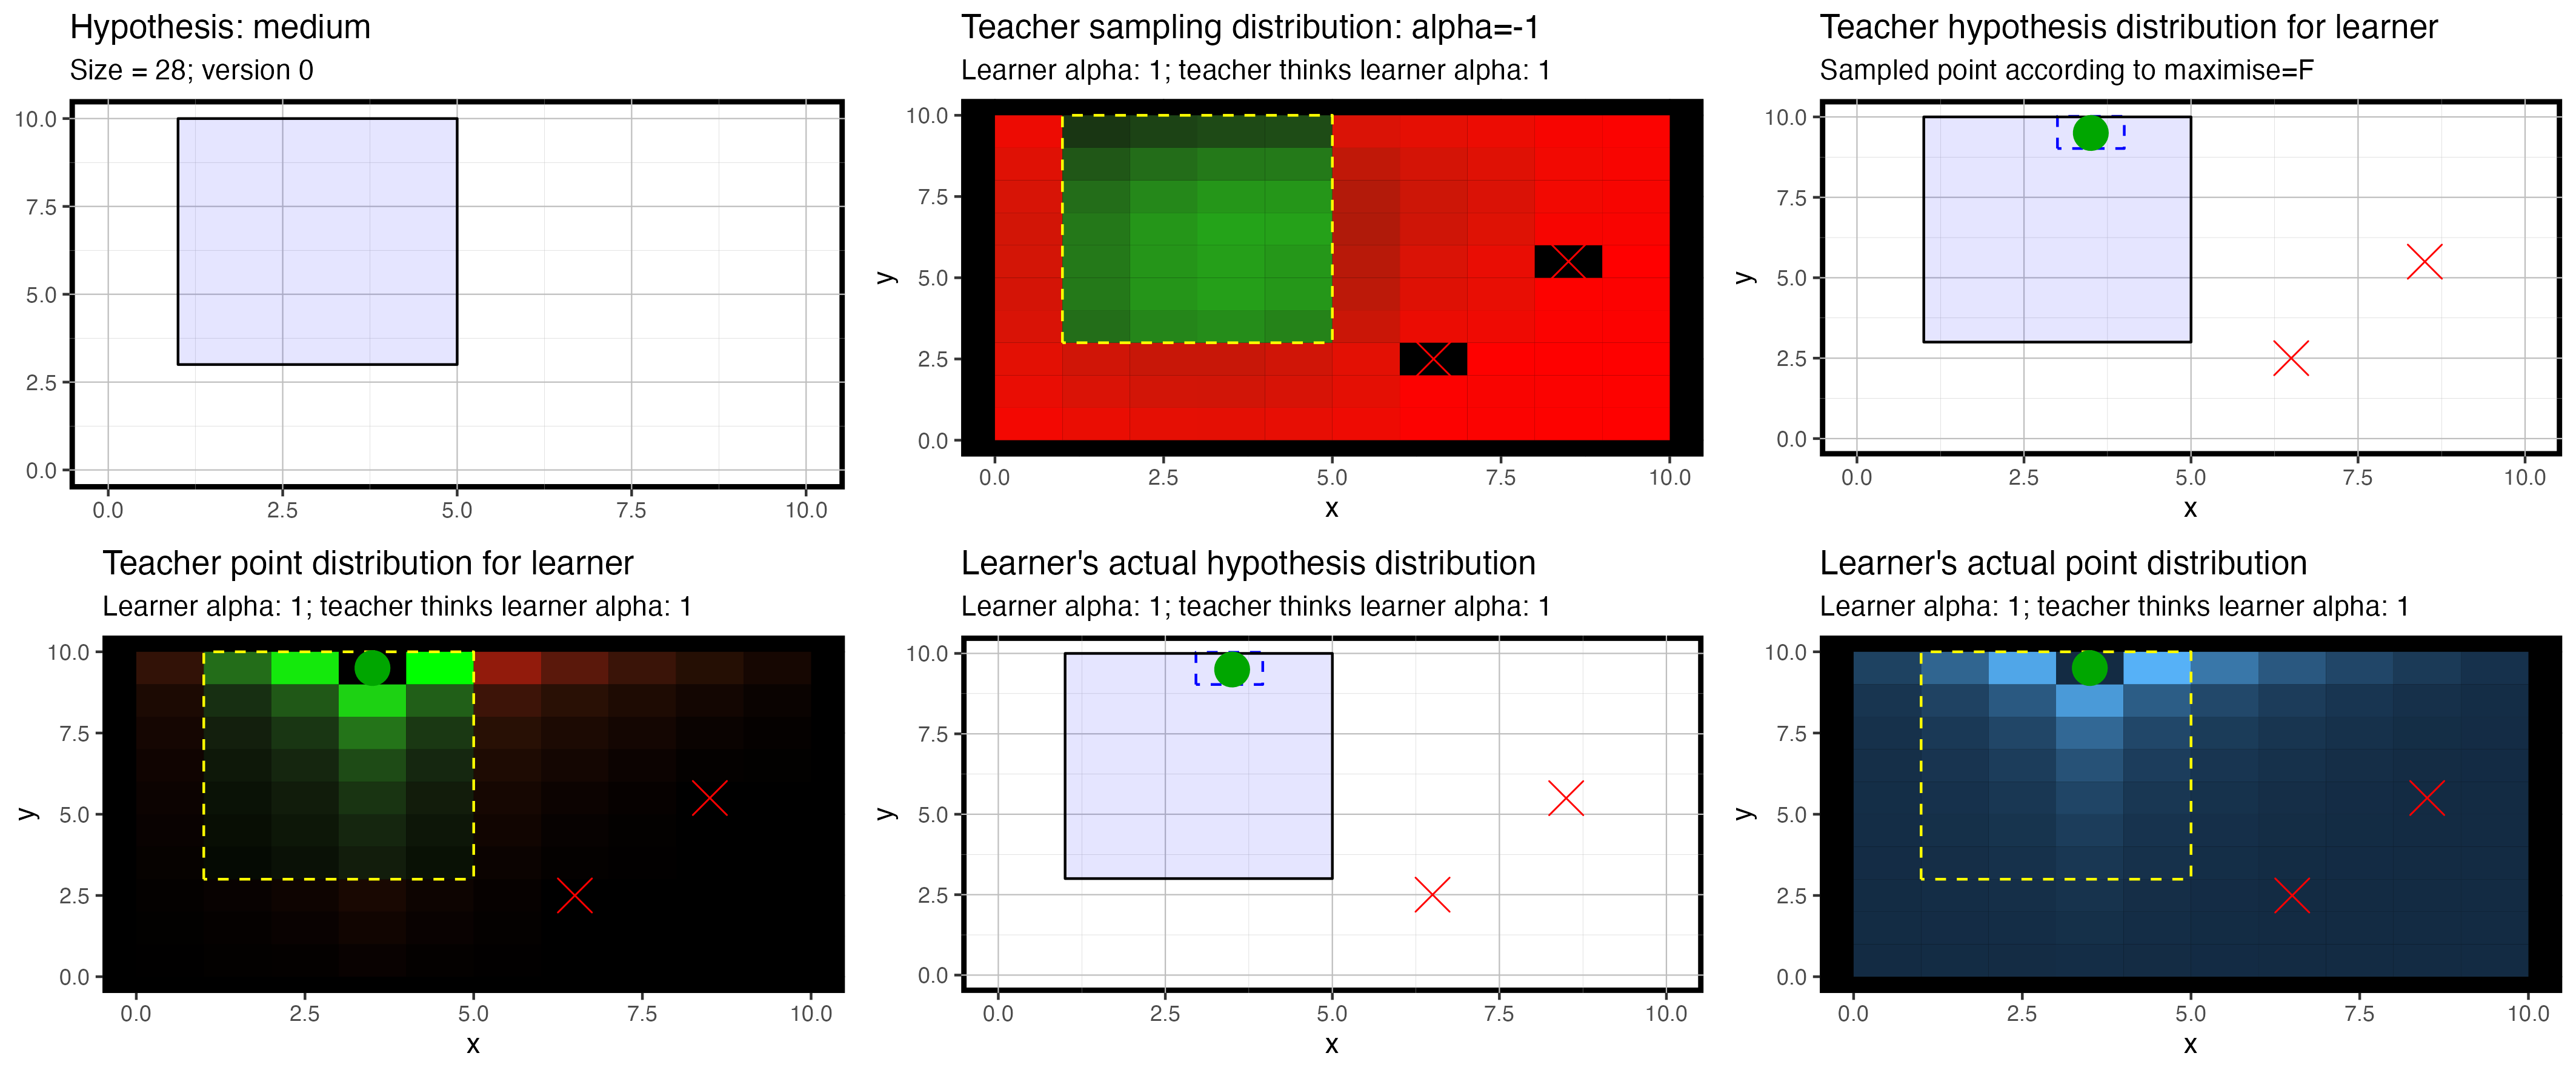 Hypothesis: medium
Size = 28; version 0
10.0
7.5
5.0
2.5
0.0
0.0 2.5 5.0 7.5 10.0
Teacher sampling distribution: alpha=-1
Learner alpha: 1; teacher thinks learner alpha: 1
y
10.0
7.5
5.0
2.5
0.0
0.0 2.5 5.0 7.5 10.0
x
Teacher hypothesis distribution for learner
Sampled point according to maximise=F
y
10.0
7.5
5.0
2.5
0.0
0.0 2.5 5.0 7.5 10.0
x
Teacher point distribution for learner
Learner alpha: 1; teacher thinks learner alpha: 1
y
10.0
7.5
5.0
2.5
0.0
0.0 2.5 5.0 7.5 10.0
x
Learner's actual hypothesis distribution
Learner alpha: 1; teacher thinks learner alpha: 1
y
10.0
7.5
5.0
2.5
0.0
0.0 2.5 5.0 7.5 10.0
x
Learner's actual point distribution
Learner alpha: 1; teacher thinks learner alpha: 1
y
10.0
7.5
5.0
2.5
0.0
0.0 2.5 5.0 7.5 10.0
x